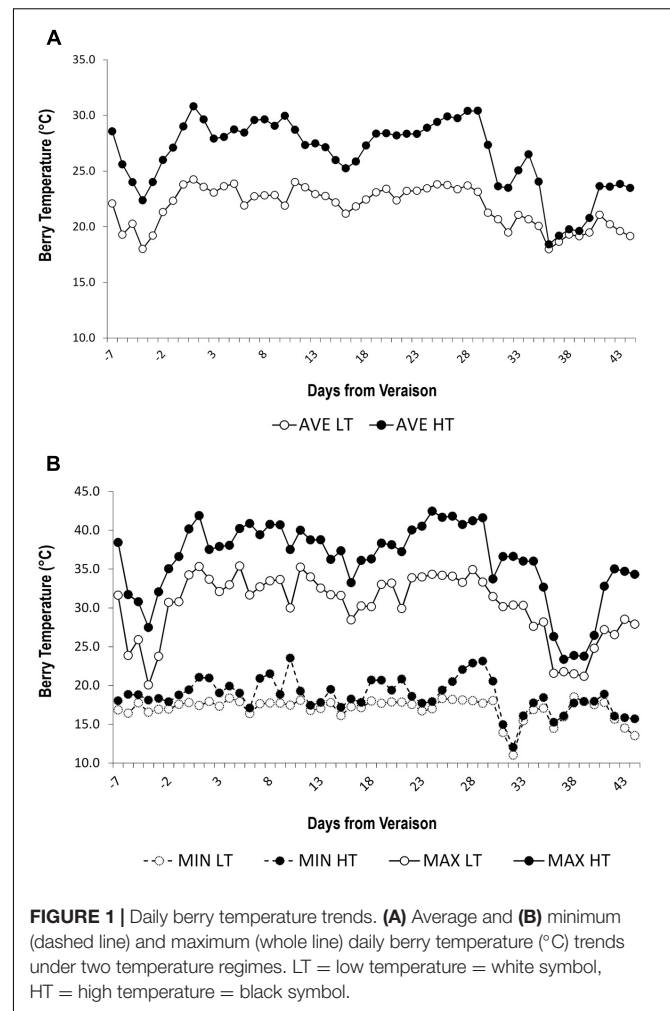 A
35.0
30.0
25.0
20.0
15.0
10.0
Berry Temperature (°C)
-7 -2 3 8 13 18 23 28 33 38 43
Days from Veraison
AVE LT AVE HT
B
45.0
40.0
35.0
30.0
25.0
20.0
15.0
10.0
Berry Temperature (°C)
-7 -2 3 8 13 18 23 28 33 38 43
Days from Veraison
MIN LT MIN HT MAX LT MAX HT
FIGURE 1 | Daily berry temperature trends. (A) Average and (B) minimum
(dashed line) and maximum (whole line) daily berry temperature (°C) trends
under two temperature regimes. LT = low temperature = white symbol,
HT = high temperature = black symbol.